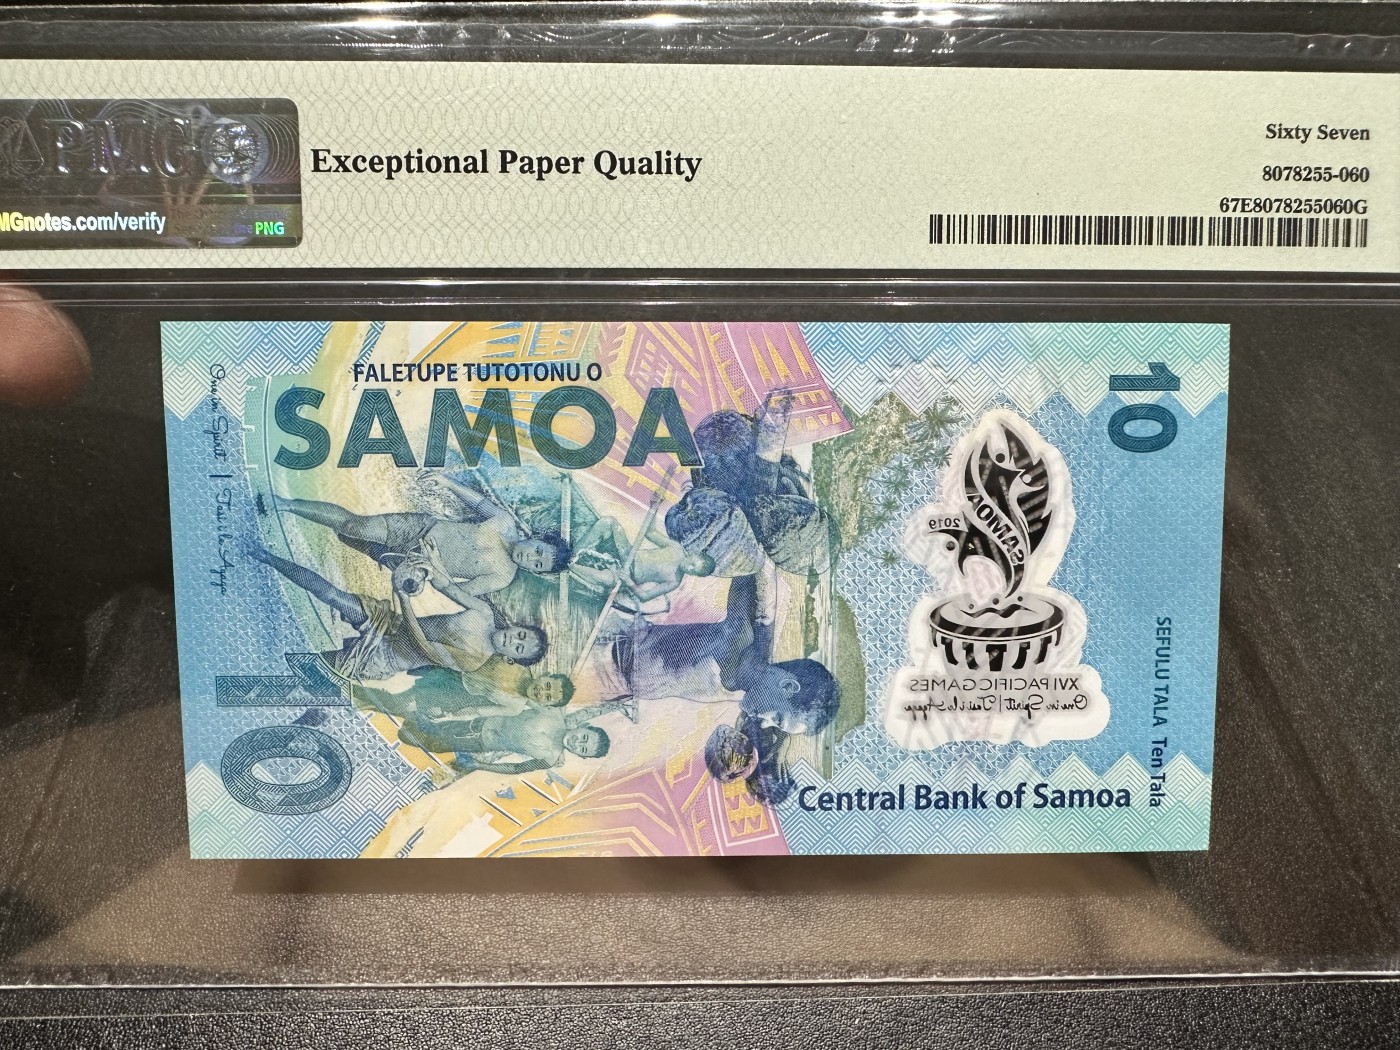 PMG
MGnotes.com/verify
PNG
Exceptional Paper Quality
Sixty Seven
8078255-060
67E8078255060G
FALETUPE TUTOTONU O
SAMOA
One in Spirit | Tasi i le Agaga
10
10
SAMOA
2019
XVI PACIFIC GAMES
One in Spirit | Tasi i le Agaga
SEFULU TALA Ten Tala
Central Bank of Samoa